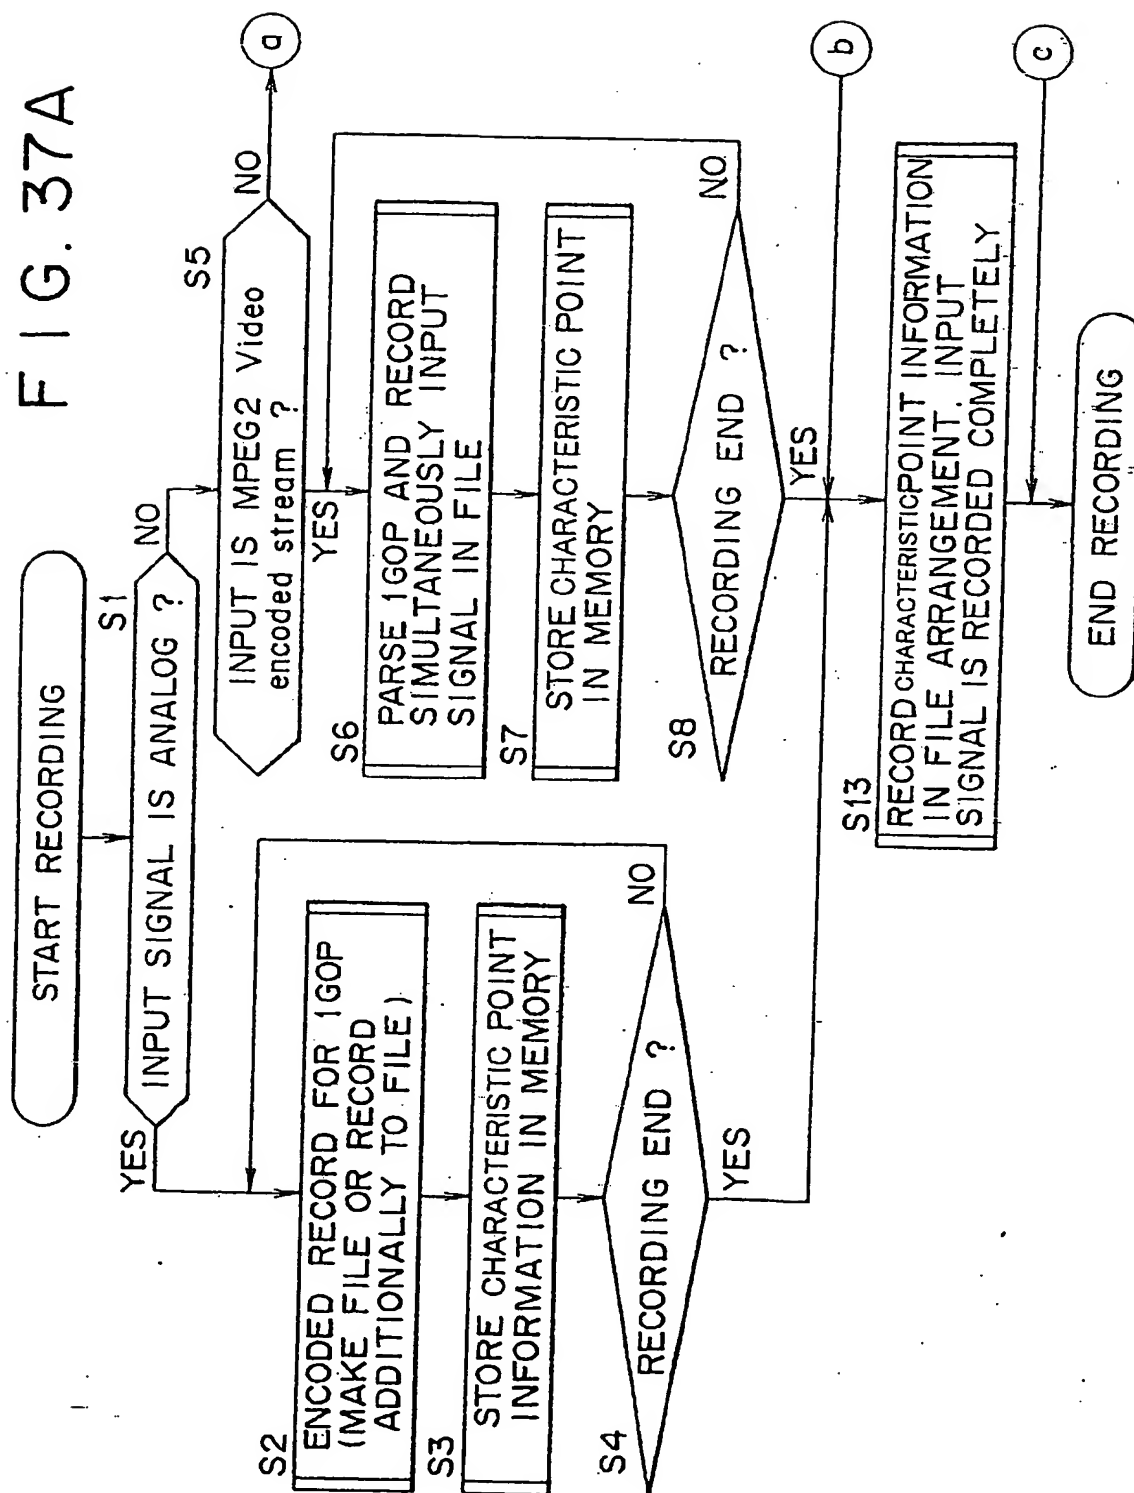 FIG. 37A
START RECORDING
S1
INPUT SIGNAL IS ANALOG ?
YES
NO
S2
ENCODED RECORD FOR 1GOP
(MAKE FILE OR RECORD
ADDITIONALLY TO FILE)
S3
STORE CHARACTERISTIC POINT
INFORMATION IN MEMORY
S4
RECORDING END ?
NO
YES
S5
INPUT IS MPEG2 Video
encoded stream ?
NO
a
YES
S6
PARSE 1GOP AND RECORD
SIMULTANEOUSLY INPUT
SIGNAL IN FILE
S7
STORE CHARACTERISTIC POINT
IN MEMORY
S8
RECORDING END ?
NO
YES
b
S13
RECORD CHARACTERISTIC POINT INFORMATION
IN FILE ARRANGEMENT. INPUT
SIGNAL IS RECORDED COMPLETELY
c
END RECORDING